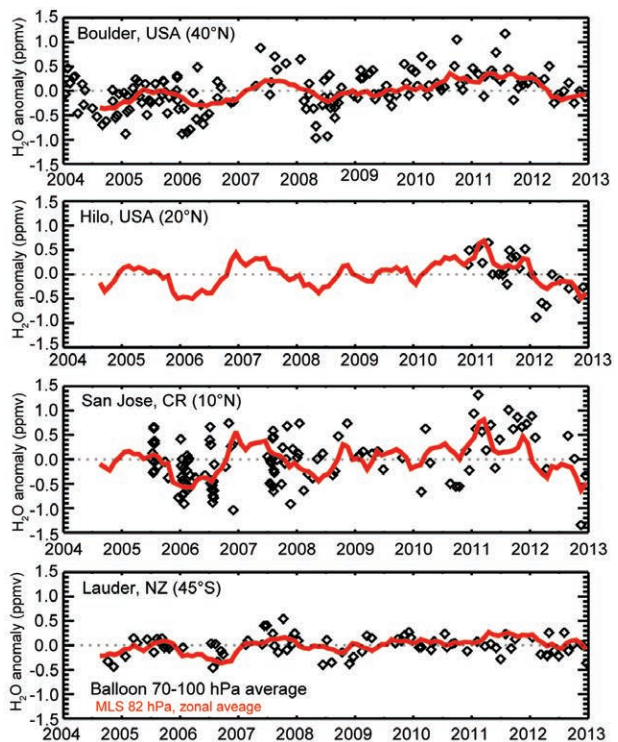 Boulder, USA (40°N)
H₂O anomaly (ppmv)
1.5
1.0
0.5
0.0
-0.5
-1.0
-1.5
2004 2005 2006 2007 2008 2009 2010 2011 2012 2013
Hilo, USA (20°N)
H₂O anomaly (ppmv)
1.5
1.0
0.5
0.0
-0.5
-1.0
-1.5
2004 2005 2006 2007 2008 2009 2010 2011 2012 2013
San Jose, CR (10°N)
H₂O anomaly (ppmv)
1.5
1.0
0.5
0.0
-0.5
-1.0
-1.5
2004 2005 2006 2007 2008 2009 2010 2011 2012 2013
Lauder, NZ (45°S)
H₂O anomaly (ppmv)
1.5
1.0
0.5
0.0
-0.5
-1.0
-1.5
Balloon 70-100 hPa average
MLS 82 hPa, zonal aveage
2004 2005 2006 2007 2008 2009 2010 2011 2012 2013